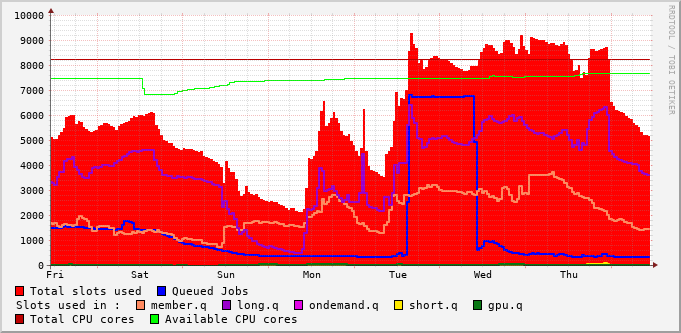 10000
9000
8000
7000
6000
5000
4000
3000
2000
1000
0
Fri Sat Sun Mon Tue Wed Thu
RRDTOOL / TOBI OETIKER
Total slots used Queued Jobs
Slots used in : member.q long.q ondemand.q short.q gpu.q
Total CPU cores Available CPU cores